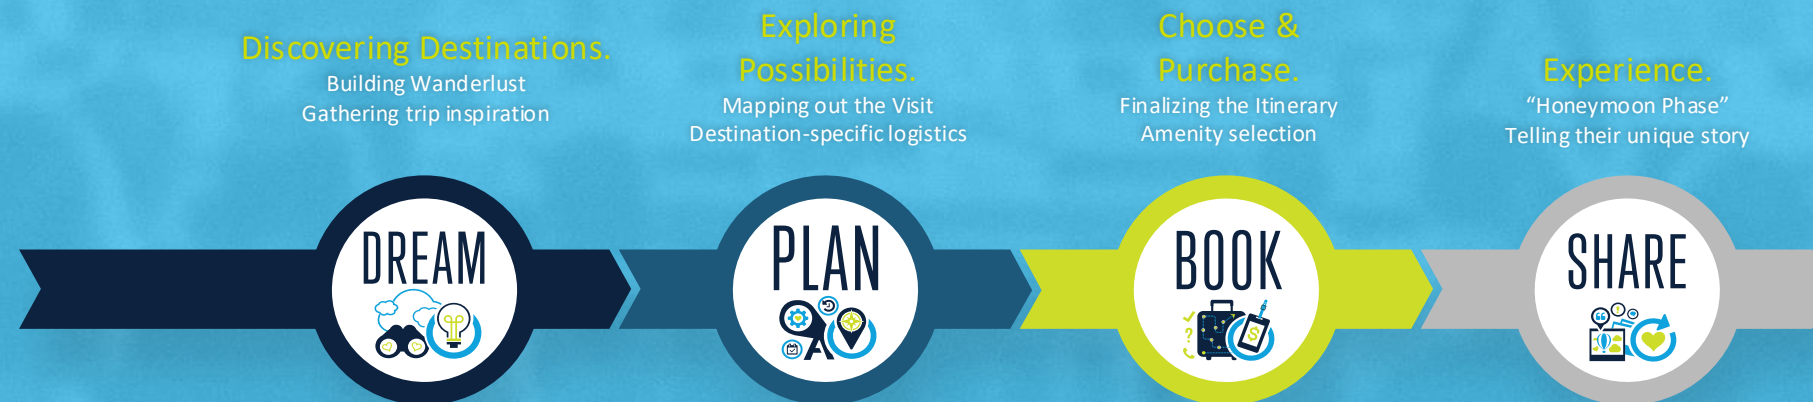 Discovering Destinations.
Building Wanderlust
Gathering trip inspiration
DREAM
Exploring
Possibilities.
Mapping out the Visit
Destination-specific logistics
PLAN
Choose &
Purchase.
Finalizing the Itinerary
Amenity selection
BOOK
?
$
Experience.
“Honeymoon Phase”
Telling their unique story
SHARE